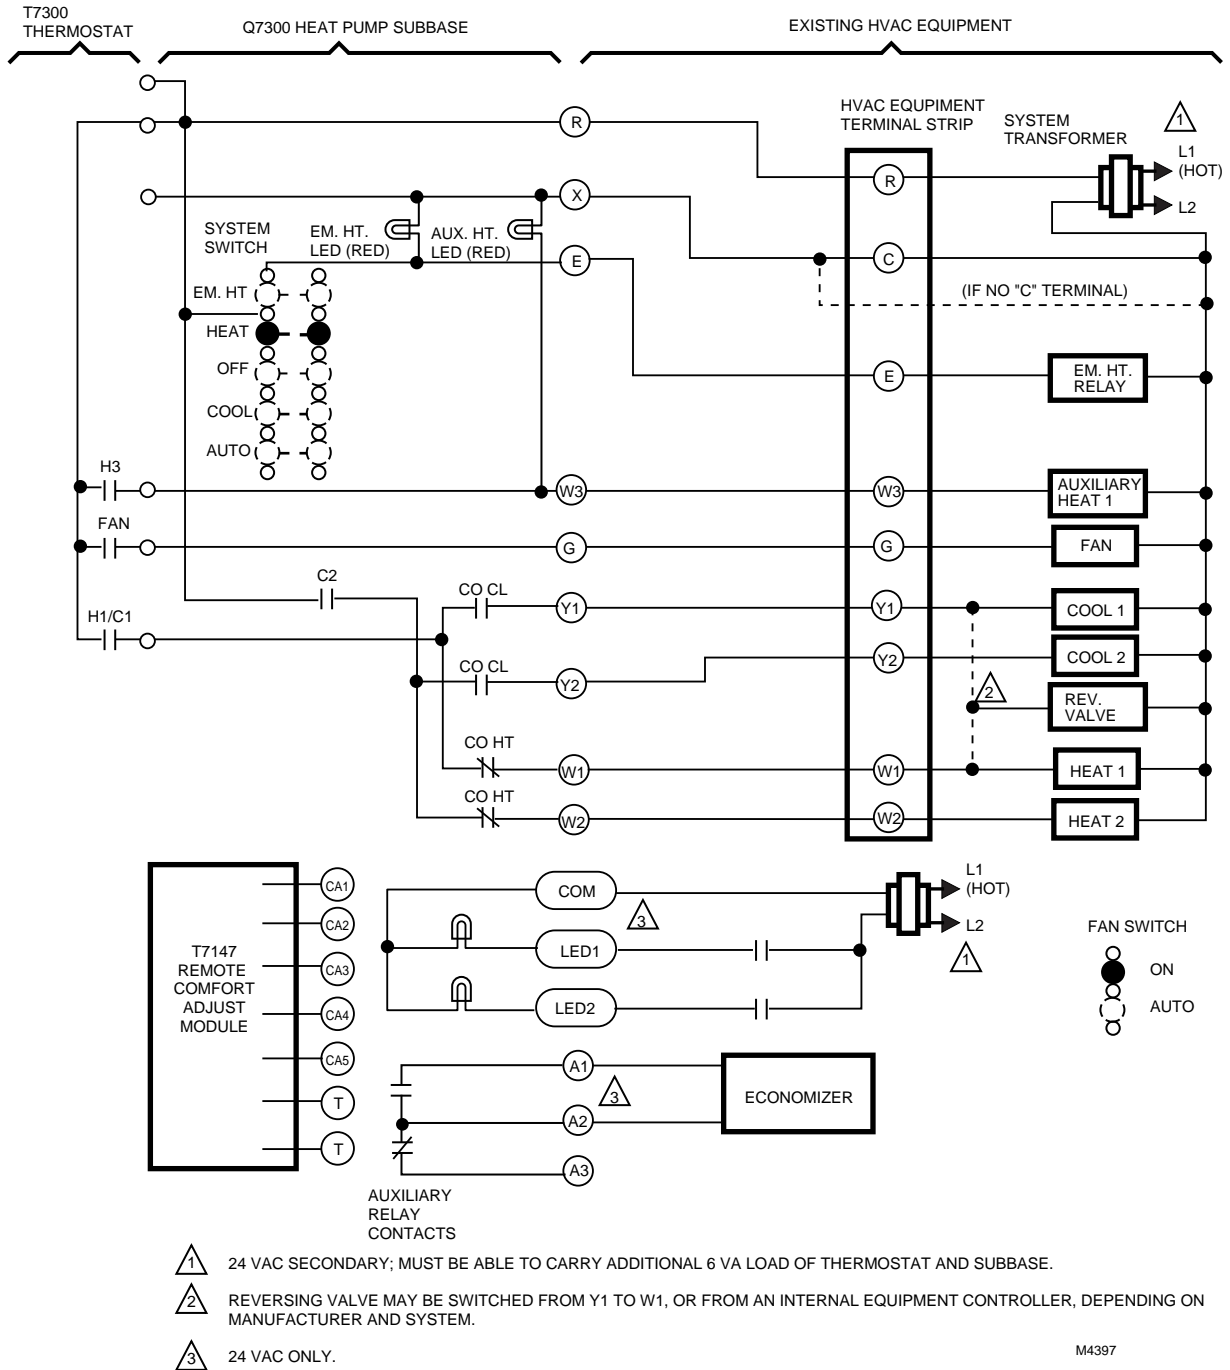 T7300
THERMOSTAT
Q7300 HEAT PUMP SUBBASE
EXISTING HVAC EQUIPMENT
HVAC EQUPIMENT
TERMINAL STRIP
SYSTEM
TRANSFORMER
1
L1
(HOT)
L2
R
R
X
SYSTEM
SWITCH
EM. HT.
LED (RED)
AUX. HT.
LED (RED)
E
C
EM. HT
(IF NO "C" TERMINAL)
HEAT
OFF
E
EM. HT.
RELAY
COOL
AUTO
H3
W3
W3
AUXILIARY
HEAT 1
FAN
G
G
FAN
C2
CO CL
Y1
Y1
COOL 1
H1/C1
CO CL
Y2
Y2
COOL 2
2
REV.
VALVE
CO HT
W1
W1
HEAT 1
CO HT
W2
W2
HEAT 2
T7147
REMOTE
COMFORT
ADJUST
MODULE
CA1
CA2
CA3
CA4
CA5
T
T
COM
3
LED1
LED2
L1
(HOT)
L2
1
FAN SWITCH
ON
AUTO
A1
3
A2
A3
ECONOMIZER
AUXILIARY
RELAY
CONTACTS
1 24 VAC SECONDARY; MUST BE ABLE TO CARRY ADDITIONAL 6 VA LOAD OF THERMOSTAT AND SUBBASE.
2 REVERSING VALVE MAY BE SWITCHED FROM Y1 TO W1, OR FROM AN INTERNAL EQUIPMENT CONTROLLER, DEPENDING ON
MANUFACTURER AND SYSTEM.
3 24 VAC ONLY.
M4397